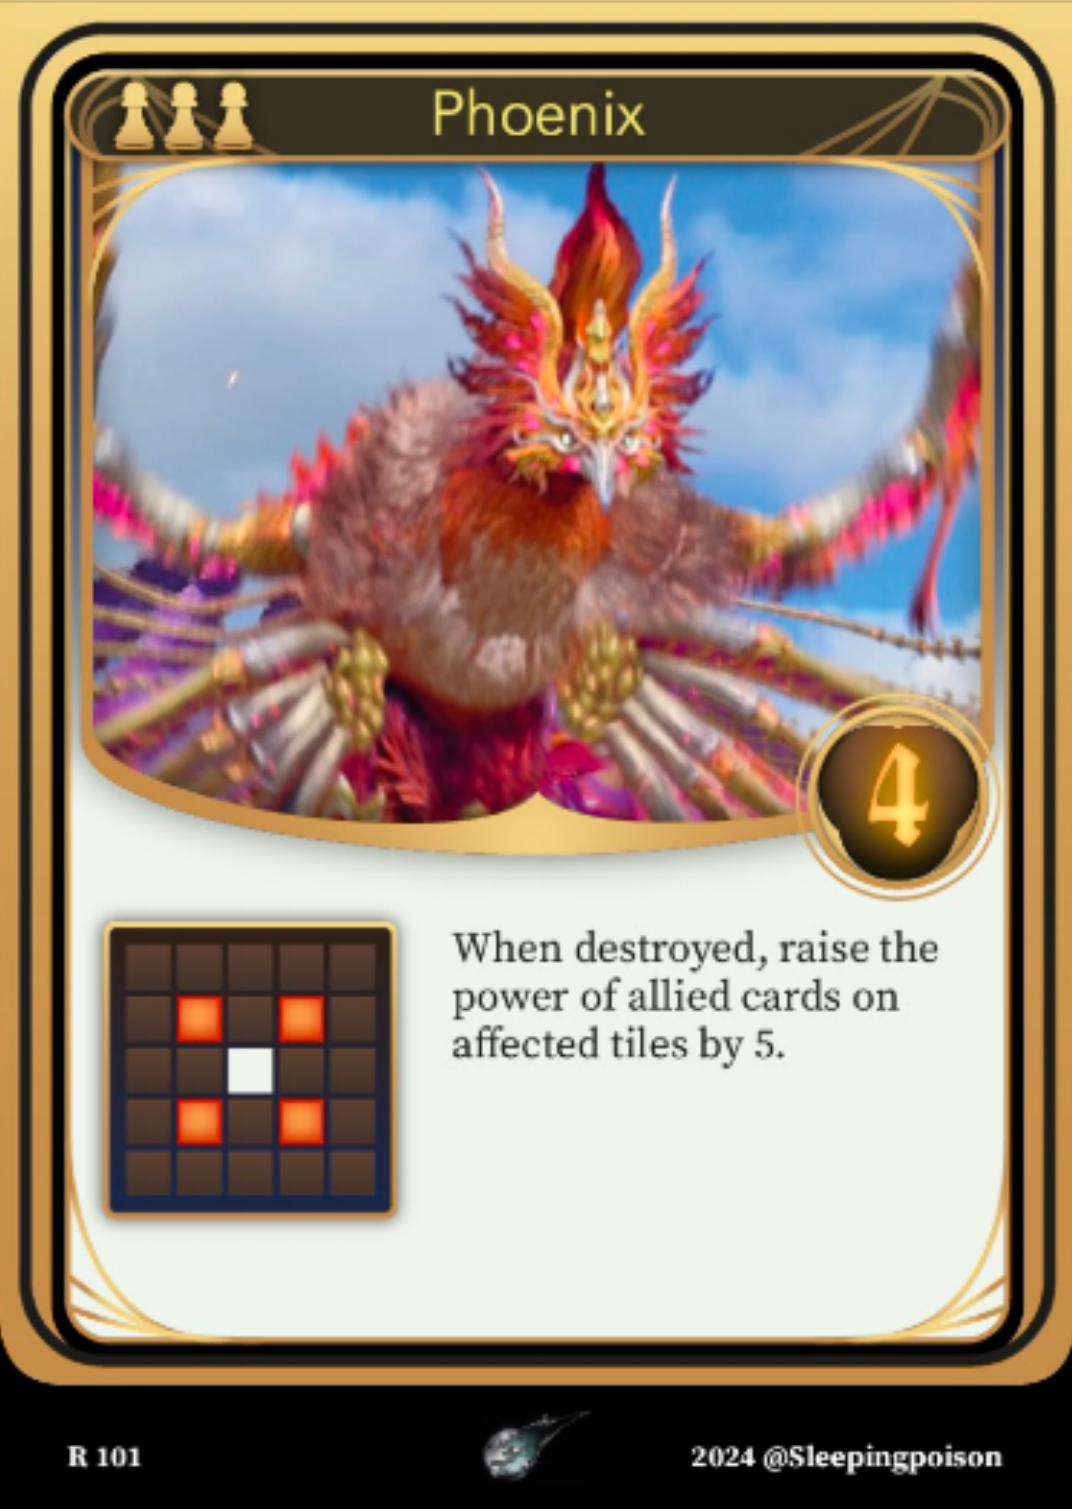 Phoenix
4
When destroyed, raise the
power of allied cards on
affected tiles by 5.
R 101
2024 @Sleepingpoison